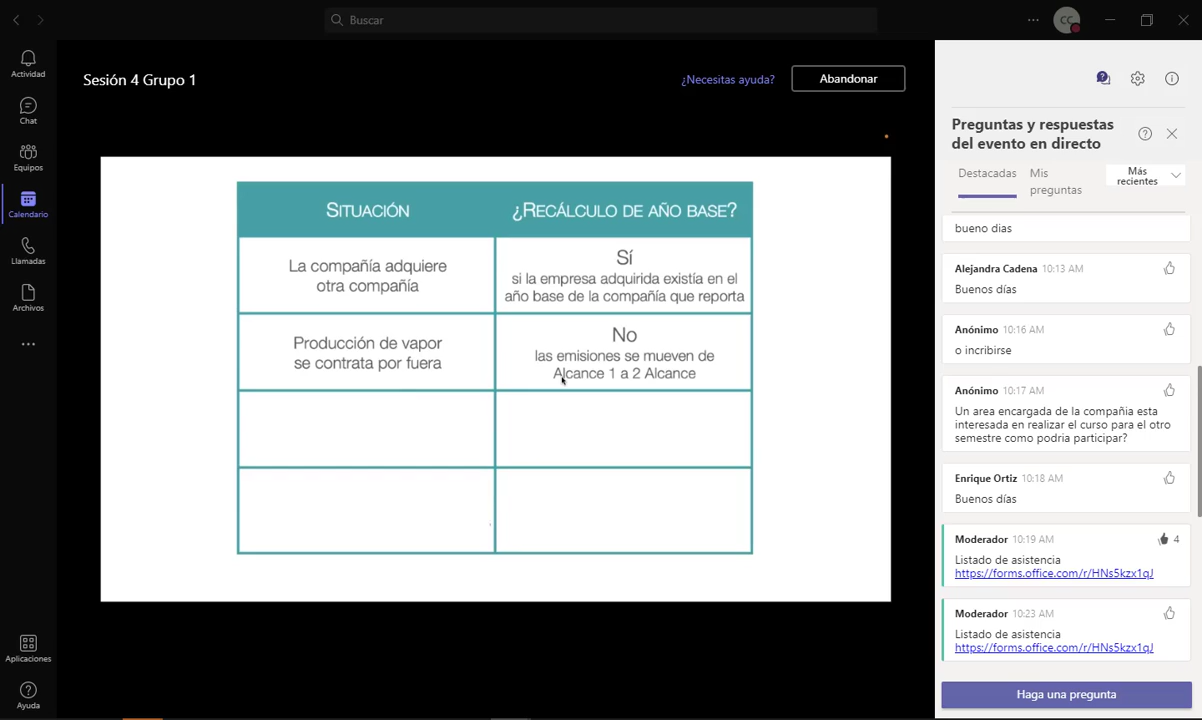 Buscar
CC
Actividad
Chat
Equipos
Calendario
Llamadas
Archivos
Aplicaciones
Ayuda
Sesión 4 Grupo 1
¿Necesitas ayuda?
Abandonar
SITUACIÓN
¿RECÁLCULO DE AÑO BASE?
La compañía adquiere
otra compañía
Sí
si la empresa adquirida existía en el
año base de la compañía que reporta
Producción de vapor
se contrata por fuera
No
las emisiones se mueven de
Alcance 1 a 2 Alcance
Preguntas y respuestas
del evento en directo
Destacadas
Mis
preguntas
Más
recientes
bueno dias
Alejandra Cadena 10:13 AM
Buenos días
Anónimo 10:16 AM
o incribirse
Anónimo 10:17 AM
Un area encargada de la compañia esta
interesada en realizar el curso para el otro
semestre como podria participar?
Enrique Ortiz 10:18 AM
Buenos días
Moderador 10:19 AM
4
Listado de asistencia
https://forms.office.com/r/HNs5kzx1qJ
Moderador 10:23 AM
Listado de asistencia
https://forms.office.com/r/HNs5kzx1qJ
Haga una pregunta